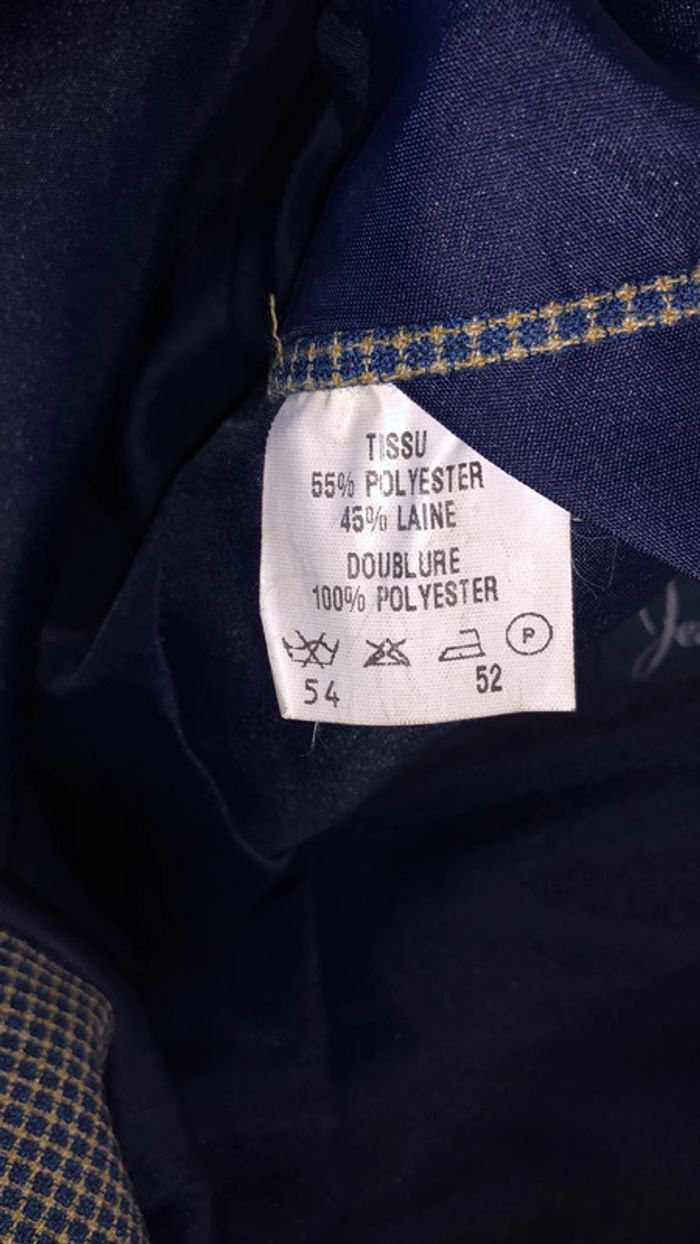 TISSU
55% POLYESTER
45% LAINE
DOUBLURE
100% POLYESTER
P
54 52